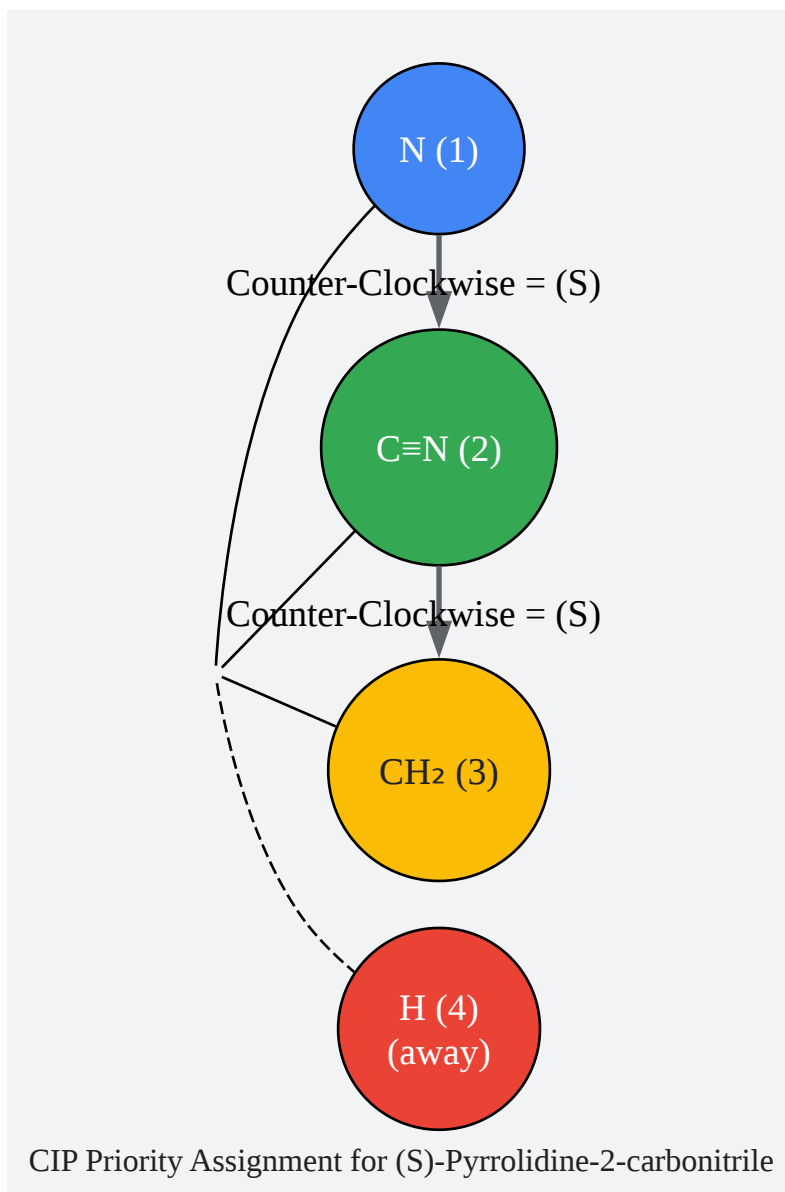 N (1)
Counter-Clockwise = (S)
C≡N (2)
Counter-Clockwise = (S)
CH₂ (3)
H (4)
(away)
CIP Priority Assignment for (S)-Pyrrolidine-2-carbonitrile